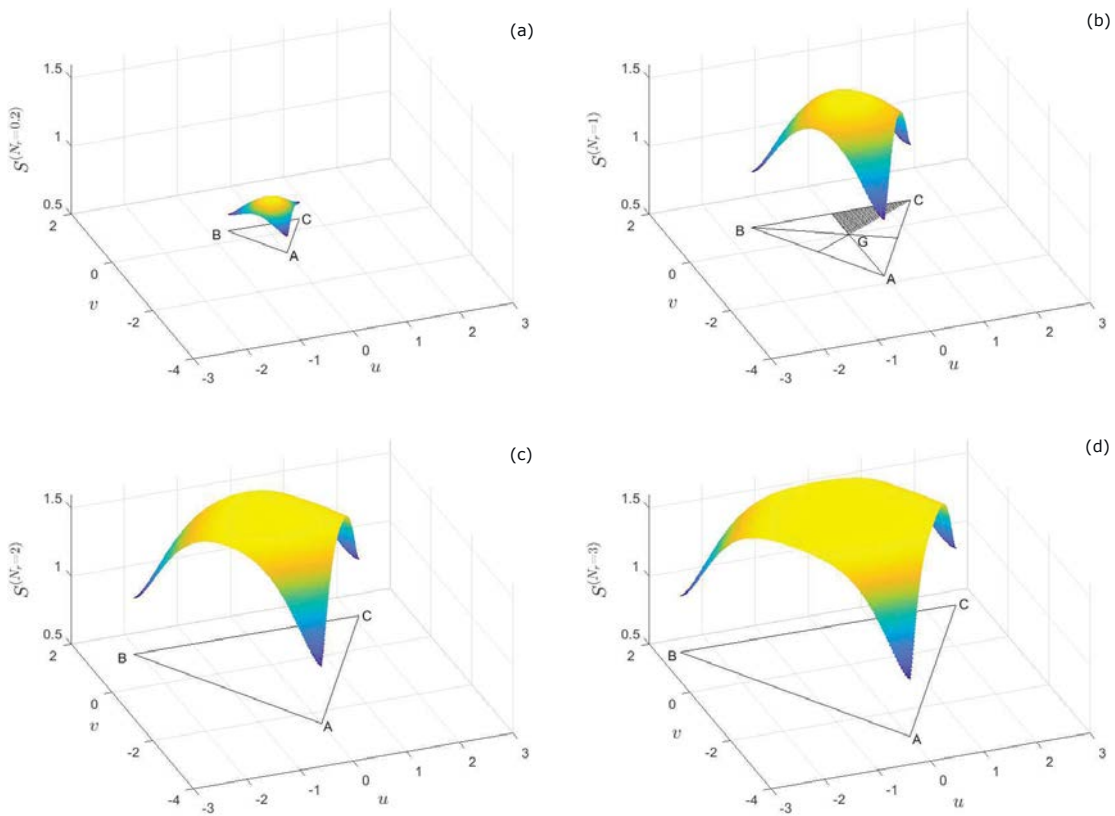 (a)
1.5
1
0.5
S^(N_r=0.2)
2
0
-2
-4
v
-3
-2
-1
0
1
2
3
u
B
C
A
(b)
1.5
1
0.5
S^(N_r=1)
2
0
-2
-4
v
-3
-2
-1
0
1
2
3
u
B
C
G
A
(c)
1.5
1
0.5
S^(N_r=2)
2
0
-2
-4
v
-3
-2
-1
0
1
2
3
u
B
C
A
(d)
1.5
1
0.5
S^(N_r=3)
2
0
-2
-4
v
-3
-2
-1
0
1
2
3
u
B
C
A